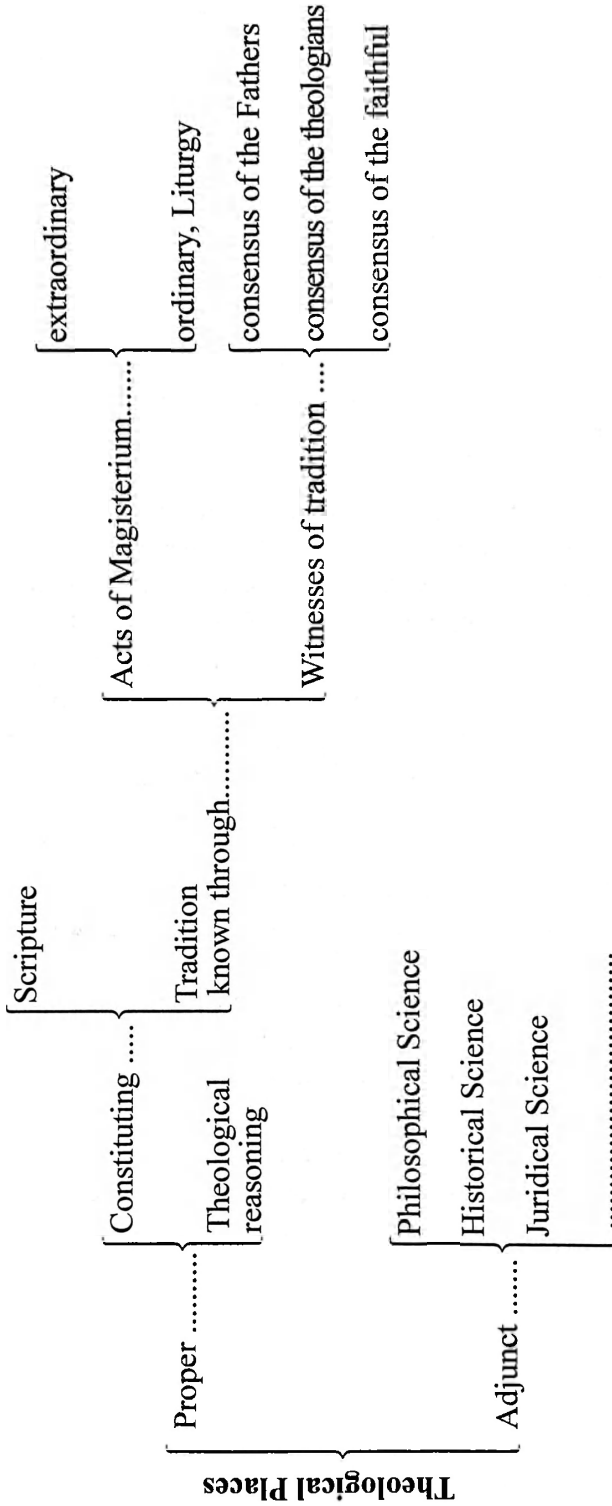 Theological Places
Proper ..........
Constituting .....
Scripture
Tradition
known through............
Acts of Magisterium.......
extraordinary
ordinary, Liturgy
Witnesses of tradition ....
consensus of the Fathers
consensus of the theologians
consensus of the faithful
Theological
reasoning
Adjunct .......
Philosophical Science
Historical Science
Juridical Science
..................................